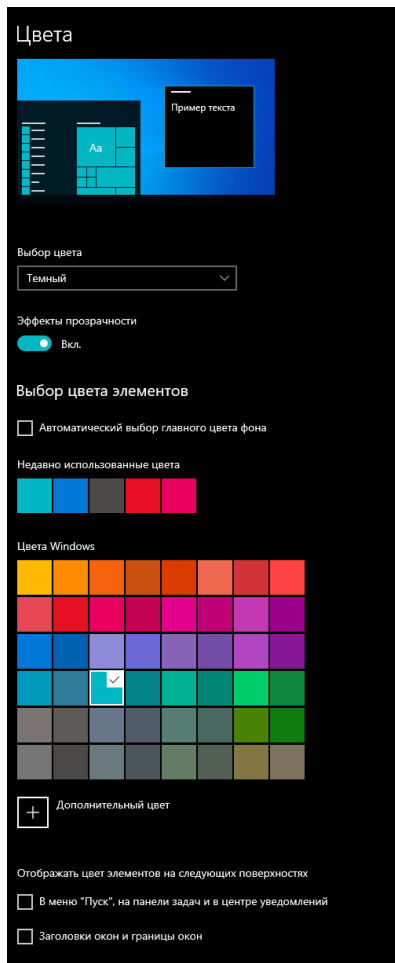 Цвета
Пример текста
Aa
Выбор цвета
Темный
Эффекты прозрачности
Вкл.
Выбор цвета элементов
Автоматический выбор главного цвета фона
Недавно использованные цвета
Цвета Windows
Дополнительный цвет
Отображать цвет элементов на следующих поверхностях
В меню "Пуск", на панели задач и в центре уведомлений
Заголовки окон и границы окон